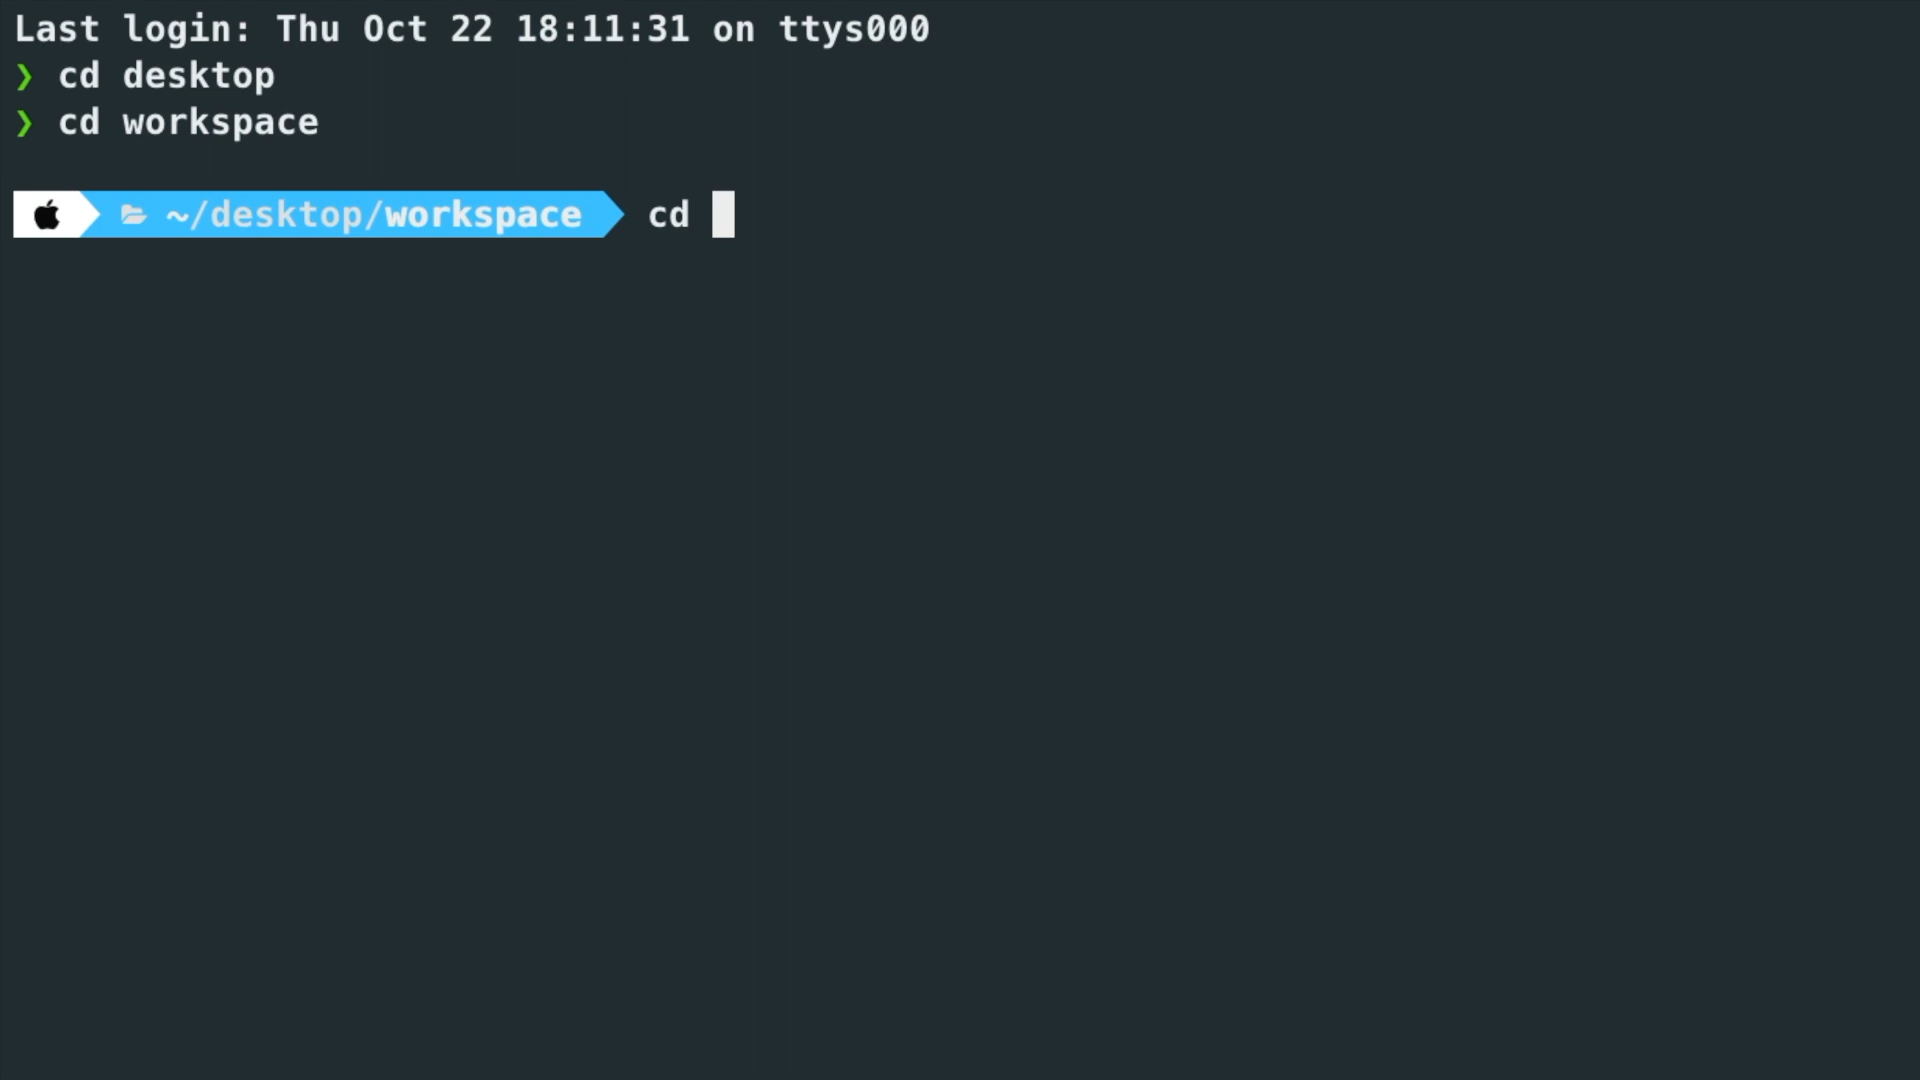 Last login: Thu Oct 22 18:11:31 on ttys000
❯ cd desktop
❯ cd workspace
~/desktop/workspace cd